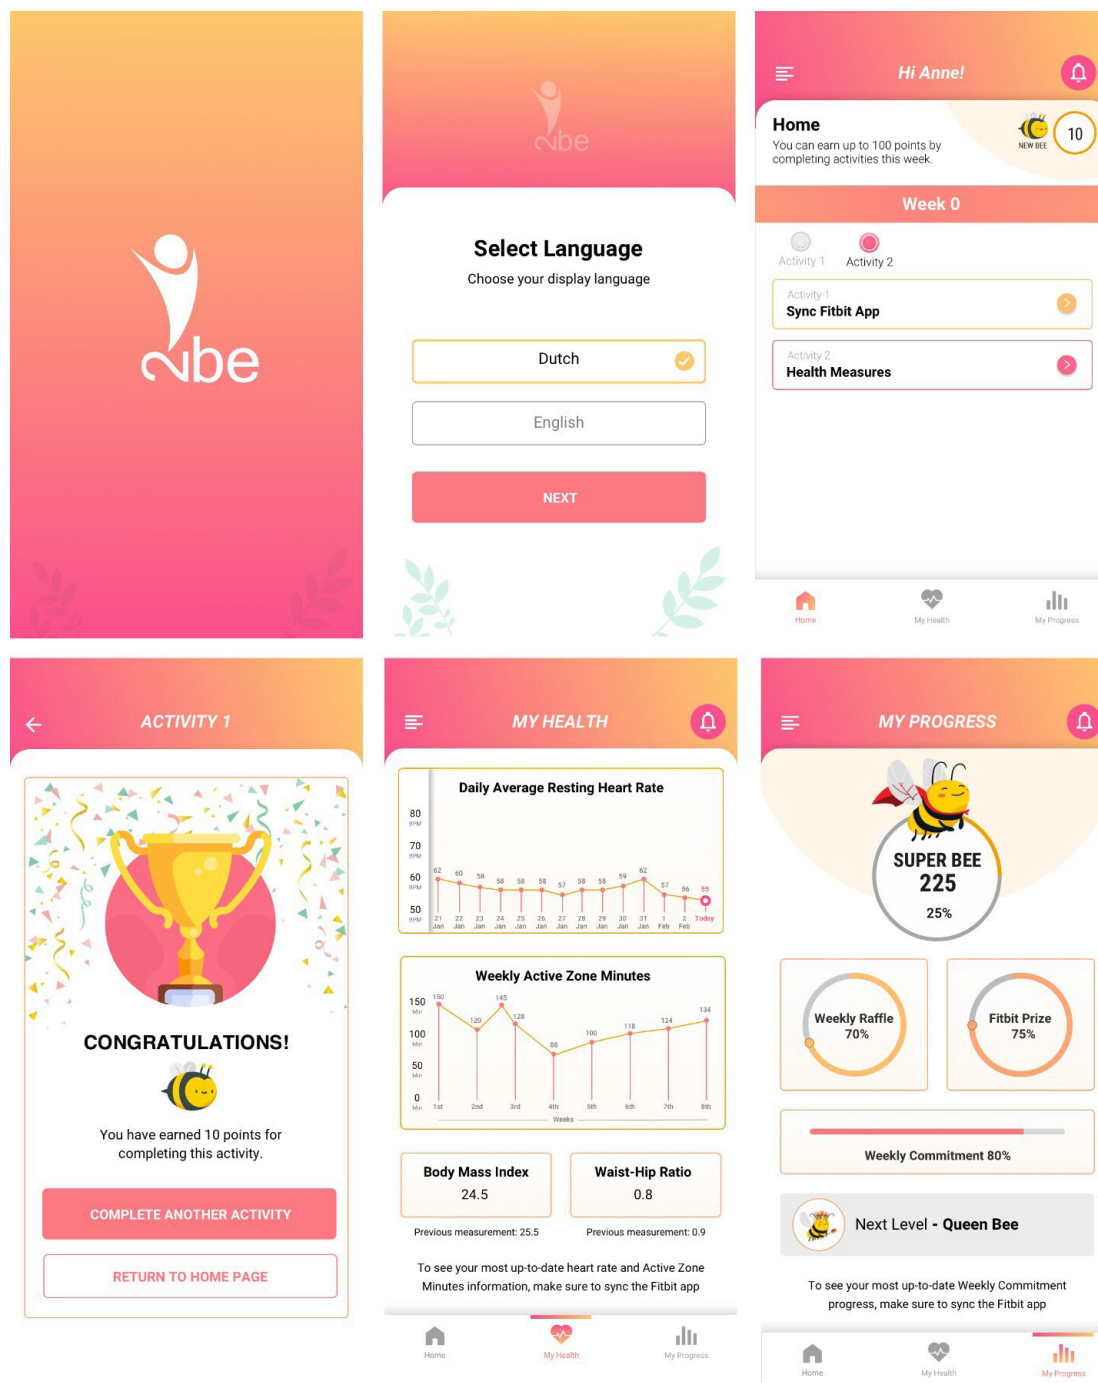 be
be
Select Language
Choose your display language
Dutch
English
NEXT
Hi Anne!
Home
You can earn up to 100 points by
completing activities this week.
NEW BEE
10
Week 0
Activity 1
Activity 2
Activity 1
Sync Fitbit App
Activity 2
Health Measures
Home
My Health
My Progress
ACTIVITY 1
CONGRATULATIONS!
You have earned 10 points for
completing this activity.
COMPLETE ANOTHER ACTIVITY
RETURN TO HOME PAGE
MY HEALTH
Daily Average Resting Heart Rate
80
BPM
70
BPM
60
BPM
50
BPM
62 60 58 58 58 58 57 58 58 59 62 57 56 55
21 22 23 24 25 26 27 28 29 30 31 1 2 Today
Jan Jan Jan Jan Jan Jan Jan Jan Jan Jan Jan Feb Feb
Weekly Active Zone Minutes
150
Min
100
Min
50
Min
0
Min
150 120 145 128 88 100 118 124 134
1st 2nd 3rd 4th 5th 6th 7th 8th
Weeks
Body Mass Index
24.5
Previous measurement: 25.5
Waist-Hip Ratio
0.8
Previous measurement: 0.9
To see your most up-to-date heart rate and Active Zone
Minutes information, make sure to sync the Fitbit app
Home
My Health
My Progress
MY PROGRESS
SUPER BEE
225
25%
Weekly Raffle
70%
Fitbit Prize
75%
Weekly Commitment 80%
Next Level - Queen Bee
To see your most up-to-date Weekly Commitment
progress, make sure to sync the Fitbit app
Home
My Health
My Progress